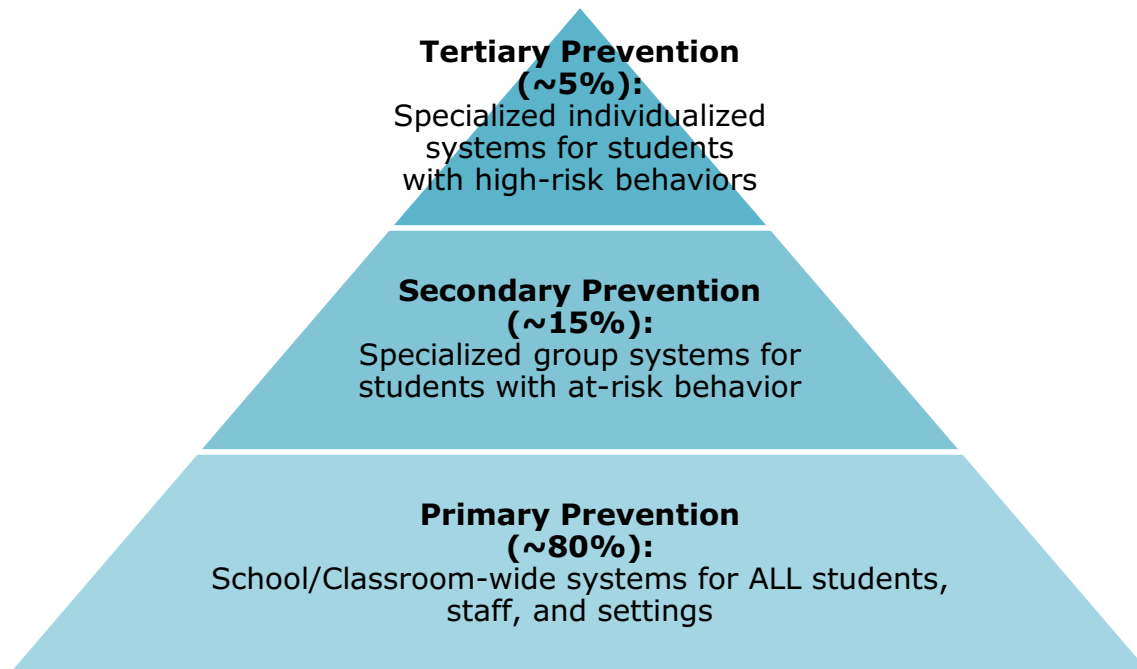 Tertiary Prevention
(~5%):
Specialized individualized
systems for students
with high-risk behaviors
Secondary Prevention
(~15%):
Specialized group systems for
students with at-risk behavior
Primary Prevention
(~80%):
School/Classroom-wide systems for ALL students,
staff, and settings